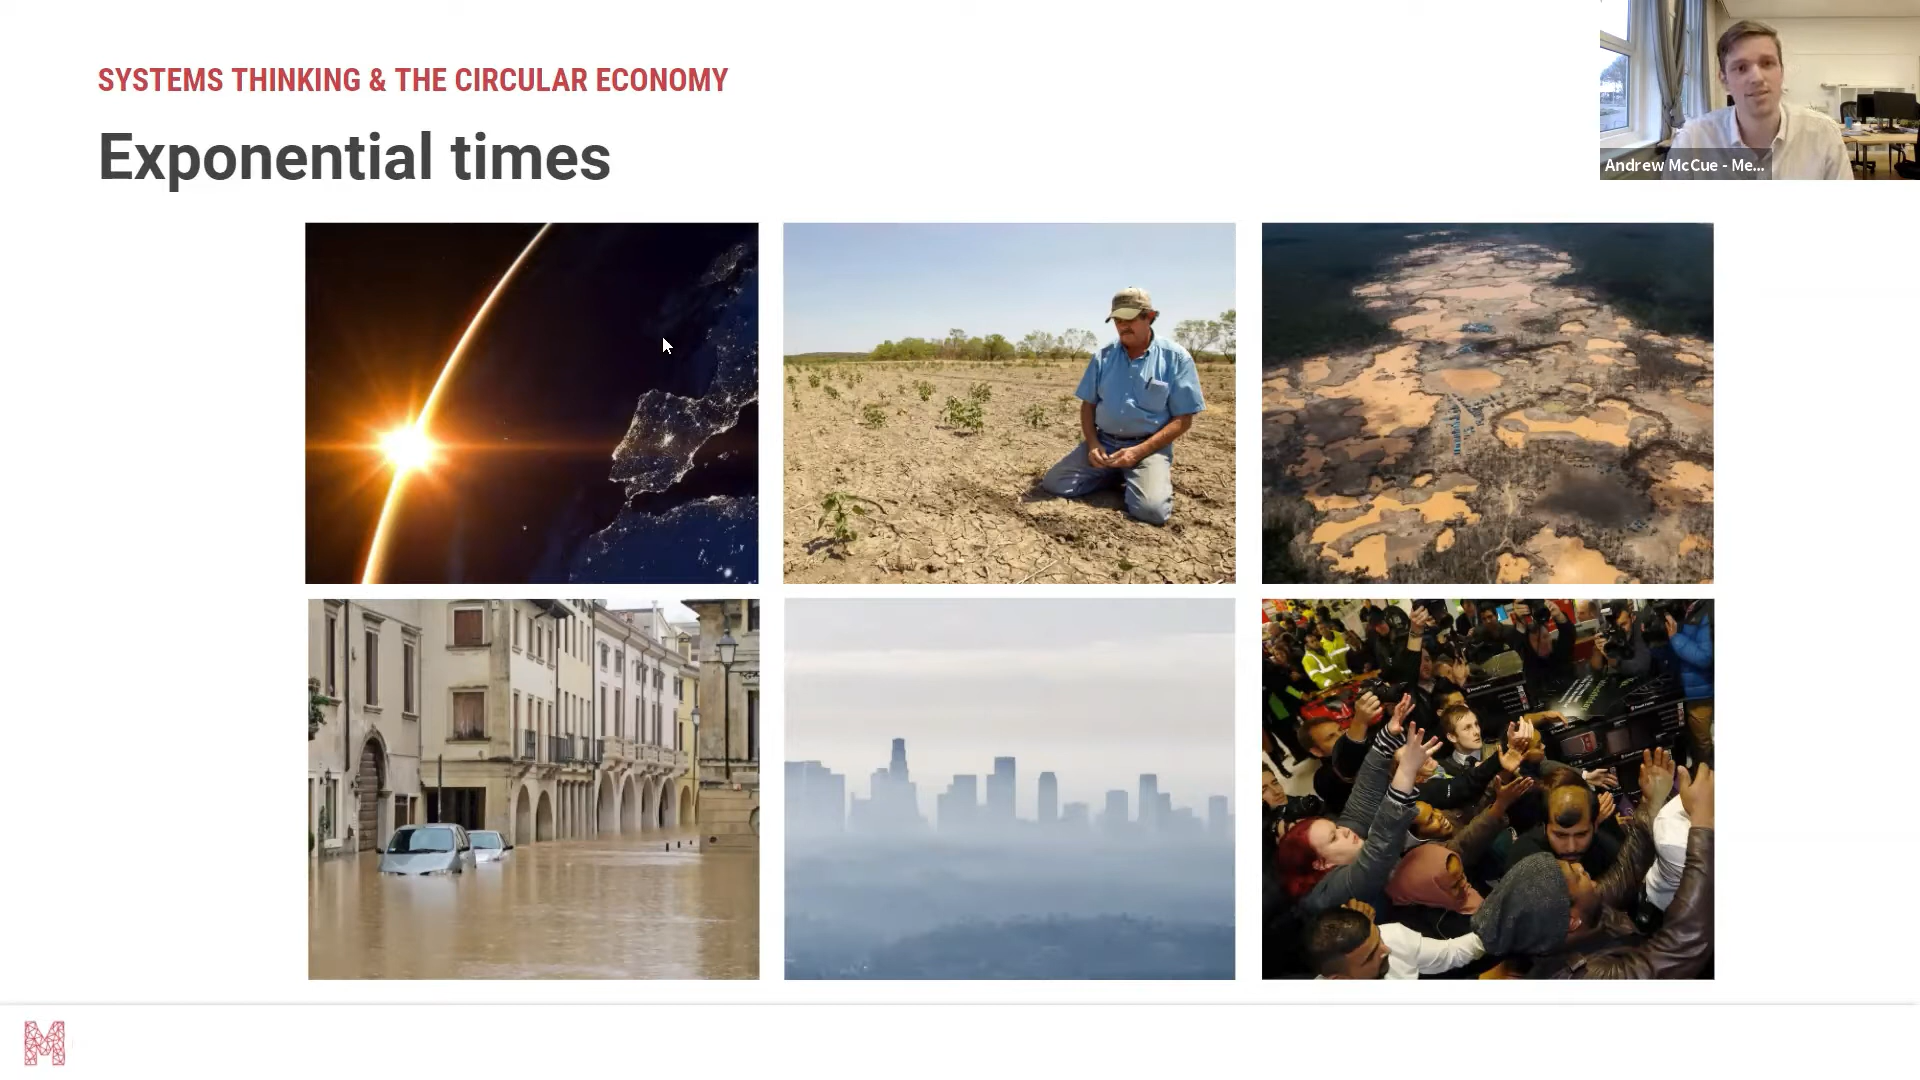 SYSTEMS THINKING & THE CIRCULAR ECONOMY
Exponential times
Andrew McCue - Me...
M